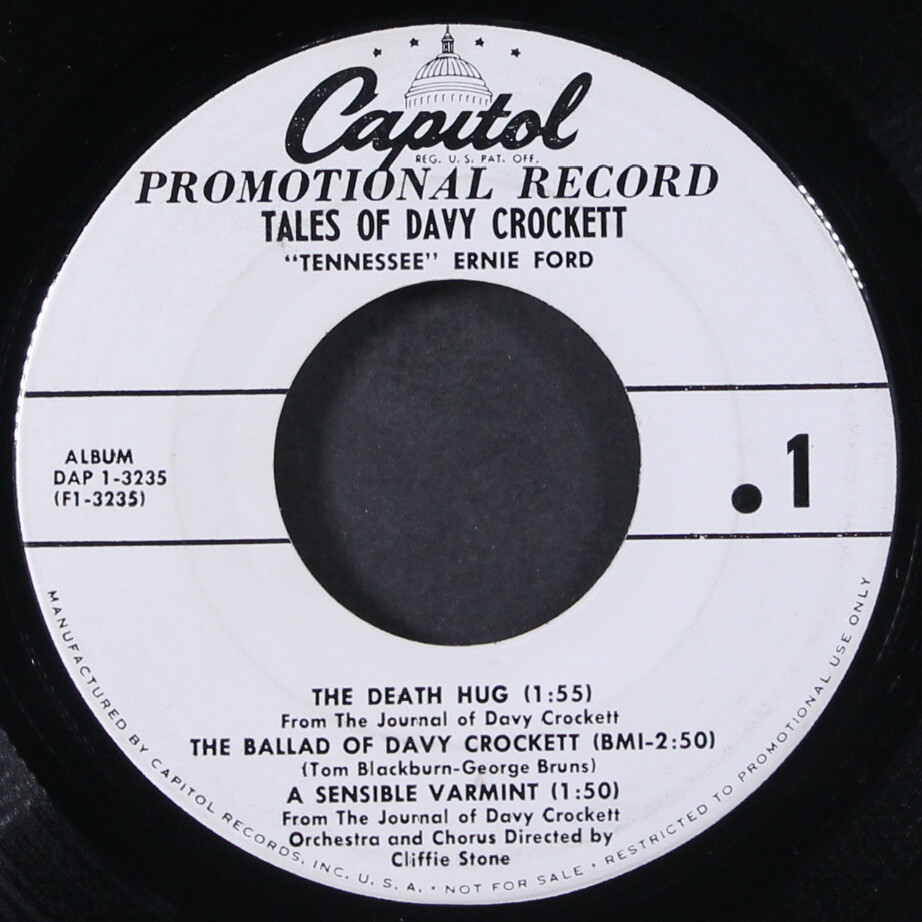 Capitol
REG. U. S. PAT. OFF.
PROMOTIONAL RECORD
TALES OF DAVY CROCKETT
"TENNESSEE" ERNIE FORD
ALBUM
DAP 1-3235
(F1-3235)
.1
THE DEATH HUG (1:55)
From The Journal of Davy Crockett
THE BALLAD OF DAVY CROCKETT (BMI-2:50)
(Tom Blackburn-George Bruns)
A SENSIBLE VARMINT (1:50)
From The Journal of Davy Crockett
Orchestra and Chorus Directed by
Cliffie Stone
MANUFACTURED BY CAPITOL RECORDS, INC. U. S. A. • NOT FOR SALE • RESTRICTED TO PROMOTIONAL USE ONLY